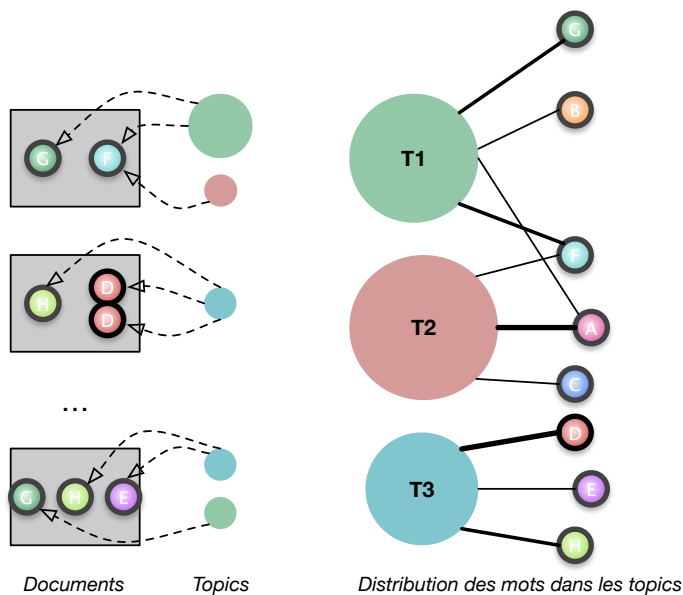 G
F
H
D
D
...
G
H
E
Documents
Topics
T1
T2
T3
G
B
F
A
C
D
E
H
Distribution des mots dans les topics